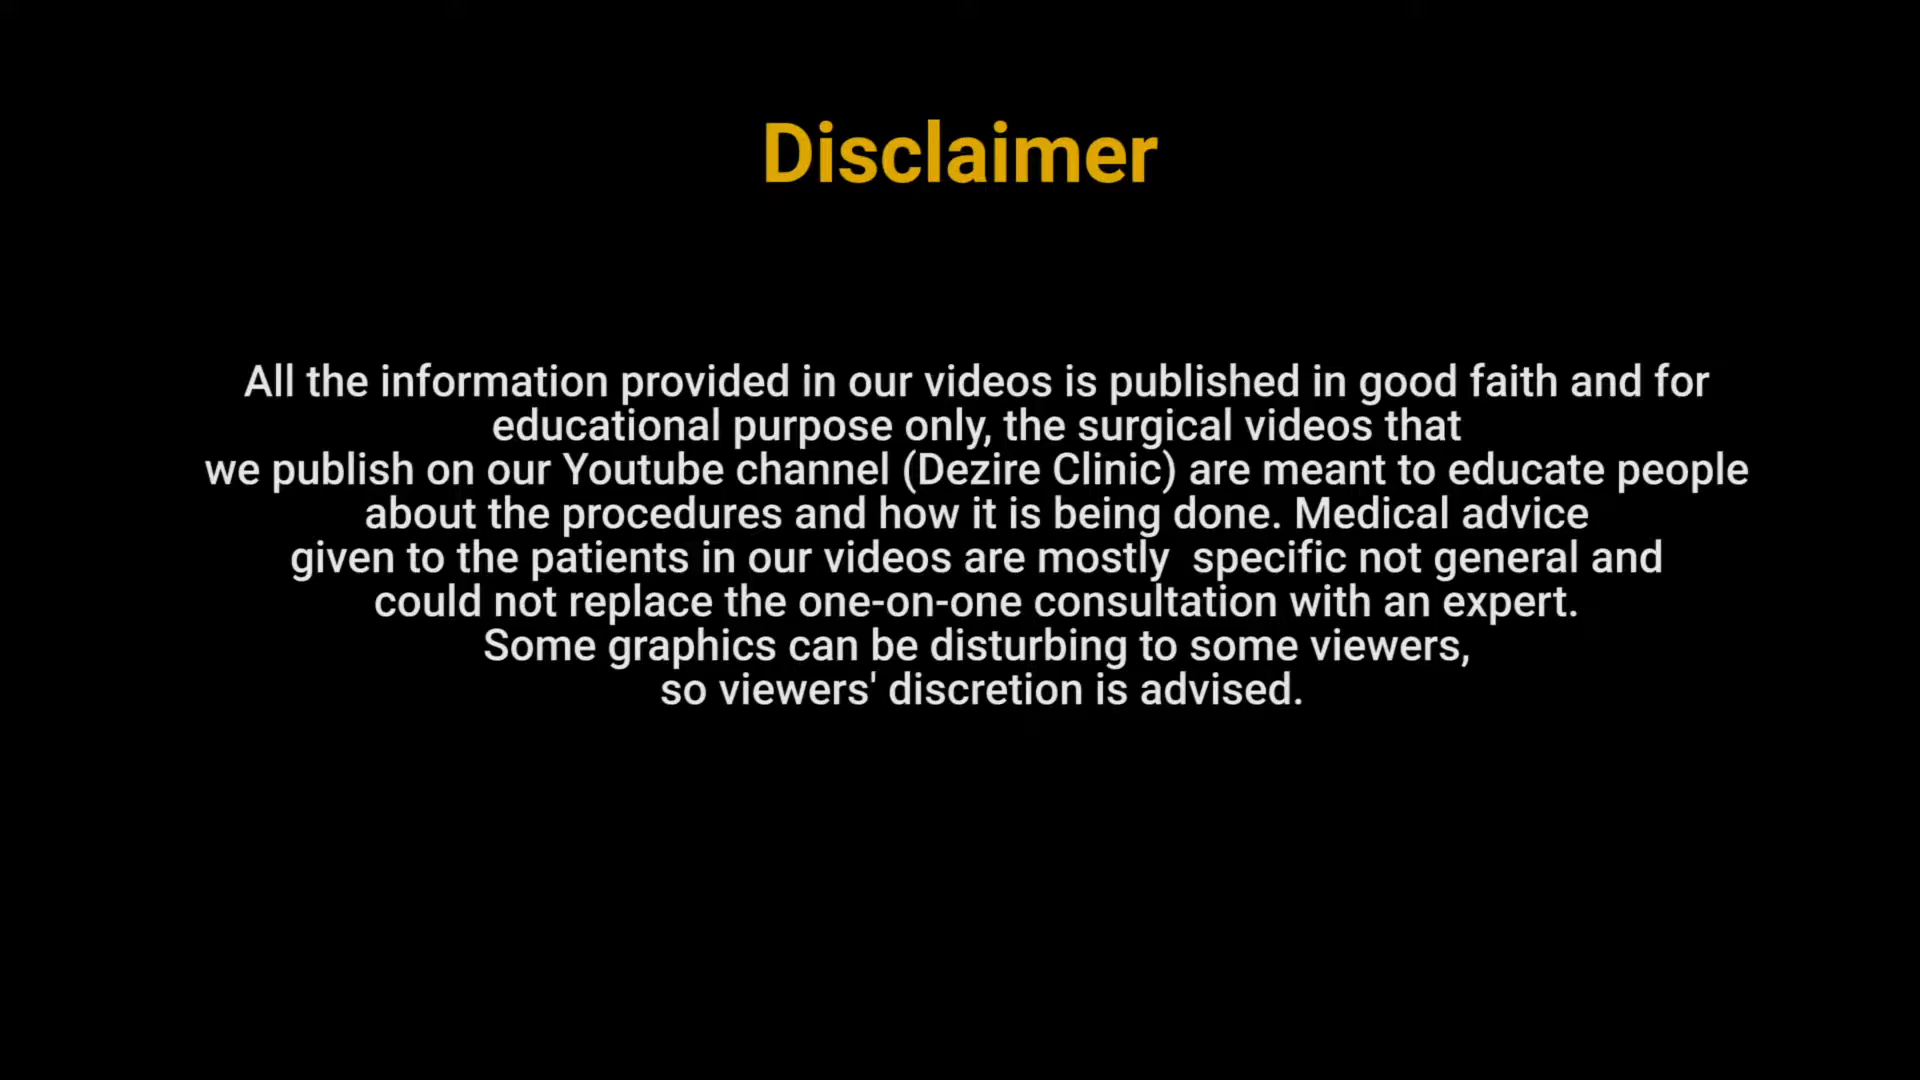 Disclaimer
All the information provided in our videos is published in good faith and for
educational purpose only, the surgical videos that
we publish on our Youtube channel (Dezire Clinic) are meant to educate people
about the procedures and how it is being done. Medical advice
given to the patients in our videos are mostly  specific not general and
could not replace the one-on-one consultation with an expert.
Some graphics can be disturbing to some viewers,
so viewers' discretion is advised.